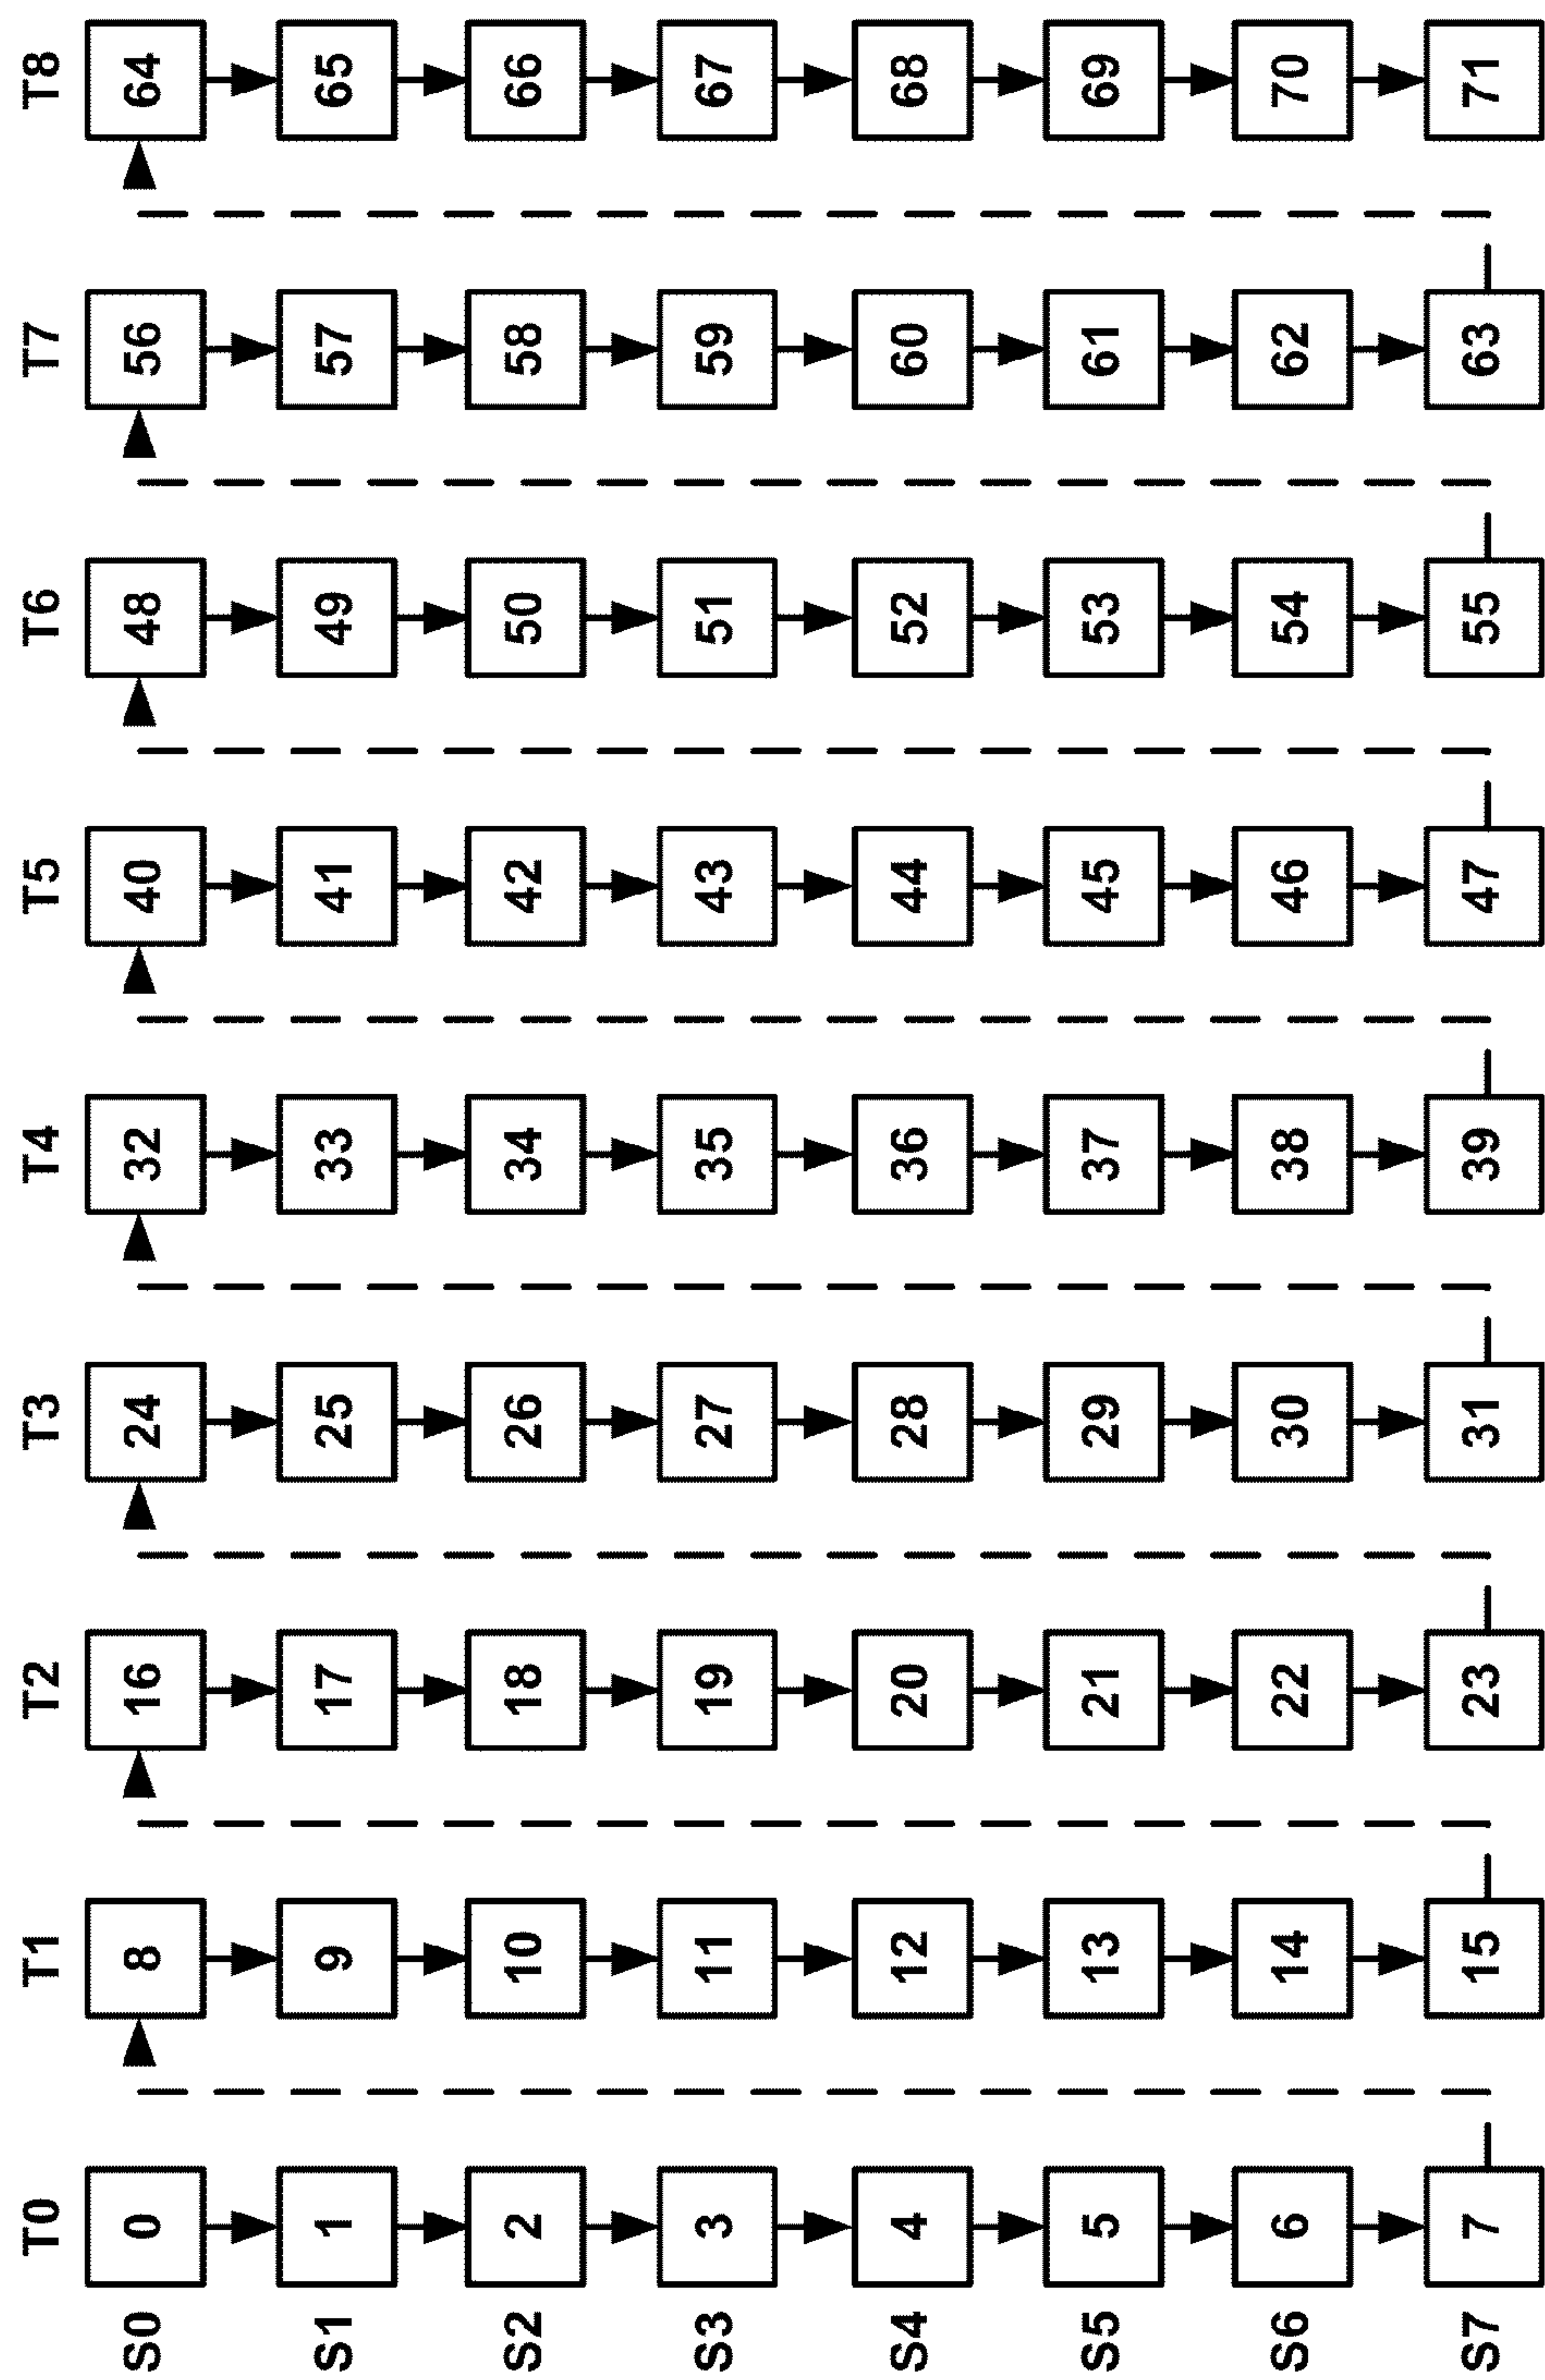 T0 T1 T2 T3 T4 T5 T6 T7 T8
S0 0 8 16 24 32 40 48 56 64
S1 1 9 17 25 33 41 49 57 65
S2 2 10 18 26 34 42 50 58 66
S3 3 11 19 27 35 43 51 59 67
S4 4 12 20 28 36 44 52 60 68
S5 5 13 21 29 37 45 53 61 69
S6 6 14 22 30 38 46 54 62 70
S7 7 15 23 31 39 47 55 63 71